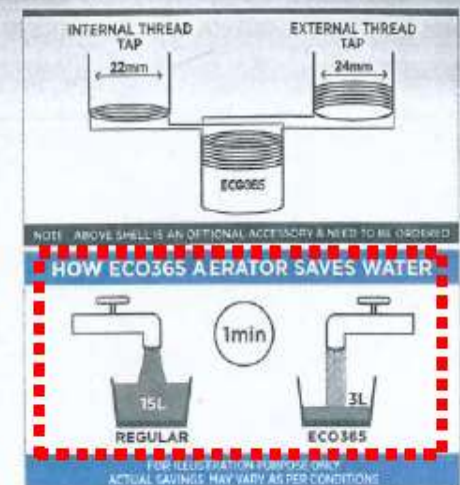 INTERNAL THREAD TAP
EXTERNAL THREAD TAP
22mm
24mm
ECO365
NOTE : ABOVE SHELL IS AN OPTIONAL ACCESSORY & NEED TO BE ORDERED
HOW ECO365 AERATOR SAVES WATER
1min
15L
3L
REGULAR
ECO365
FOR ILLUSTRATION PURPOSE ONLY
ACTUAL SAVINGS MAY VARY AS PER CONDITIONS